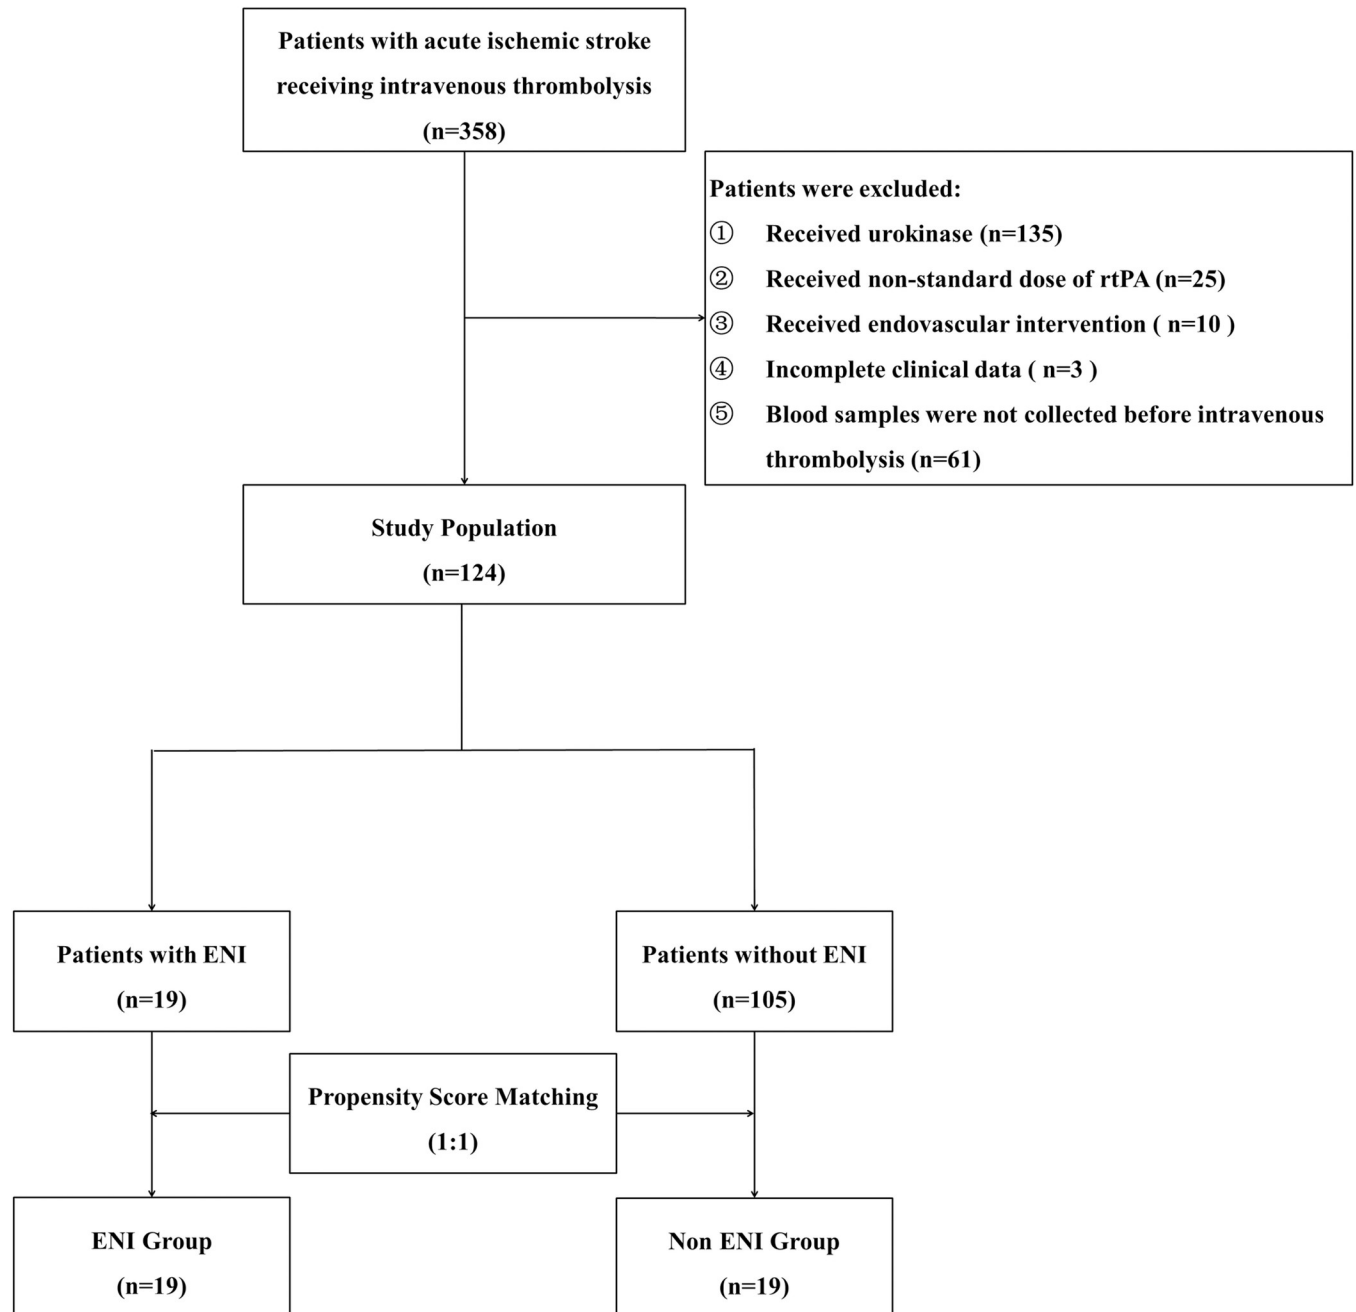 Patients with acute ischemic stroke
receiving intravenous thrombolysis
(n=358)
Patients were excluded:
① Received urokinase (n=135)
② Received non-standard dose of rtPA (n=25)
③ Received endovascular intervention ( n=10 )
④ Incomplete clinical data ( n=3 )
⑤ Blood samples were not collected before intravenous
thrombolysis (n=61)
Study Population
(n=124)
Patients with ENI
(n=19)
Patients without ENI
(n=105)
Propensity Score Matching
(1:1)
ENI Group
(n=19)
Non ENI Group
(n=19)